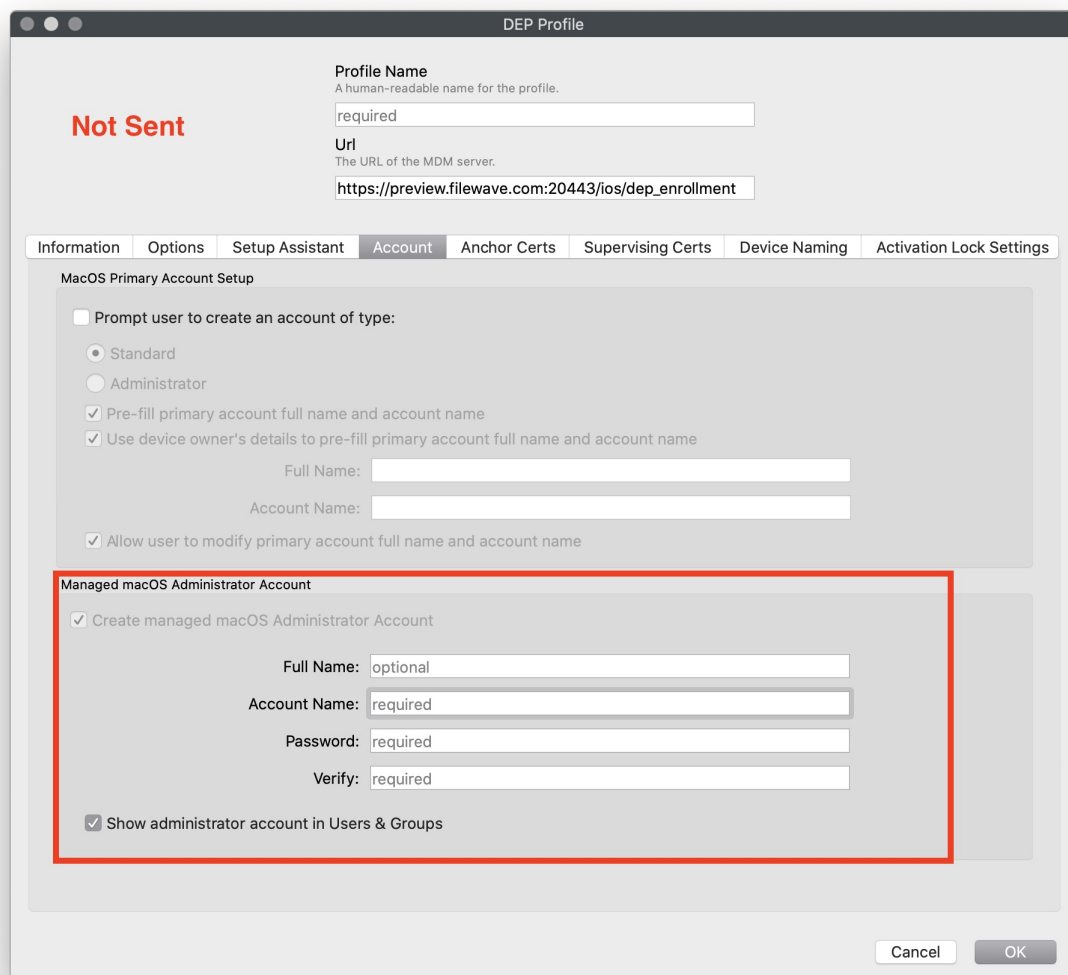 DEP Profile
Profile Name
A human-readable name for the profile.
required
Not Sent
Url
The URL of the MDM server.
https://preview.filewave.com:20443/ios/dep_enrollment
Information Options Setup Assistant Account Anchor Certs Supervising Certs Device Naming Activation Lock Settings
MacOS Primary Account Setup
Prompt user to create an account of type:
Standard
Administrator
Pre-fill primary account full name and account name
Use device owner's details to pre-fill primary account full name and account name
Full Name:
Account Name:
Allow user to modify primary account full name and account name
Managed macOS Administrator Account
Create managed macOS Administrator Account
Full Name: optional
Account Name: required
Password: required
Verify: required
Show administrator account in Users & Groups
Cancel OK